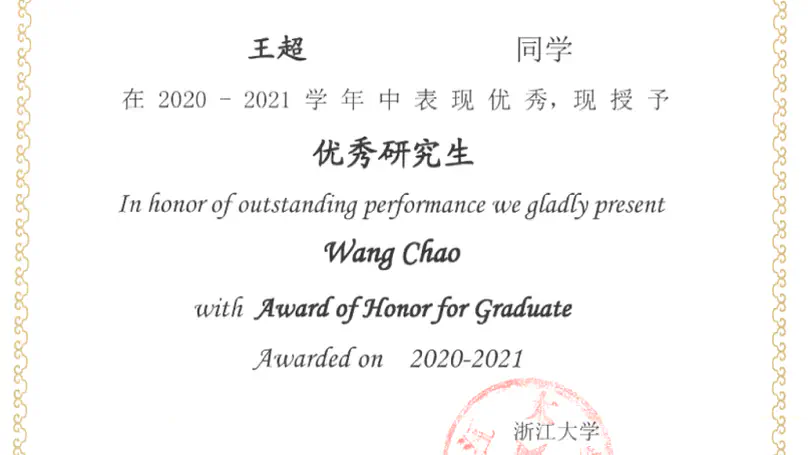 王超 同学
在 2020 - 2021 学 年 中 表 现 优 秀, 现 授 予
优秀研究生
In honor of outstanding performance we gladly present
Wang Chao
with Award of Honor for Graduate
Awarded on 2020-2021
浙江大学